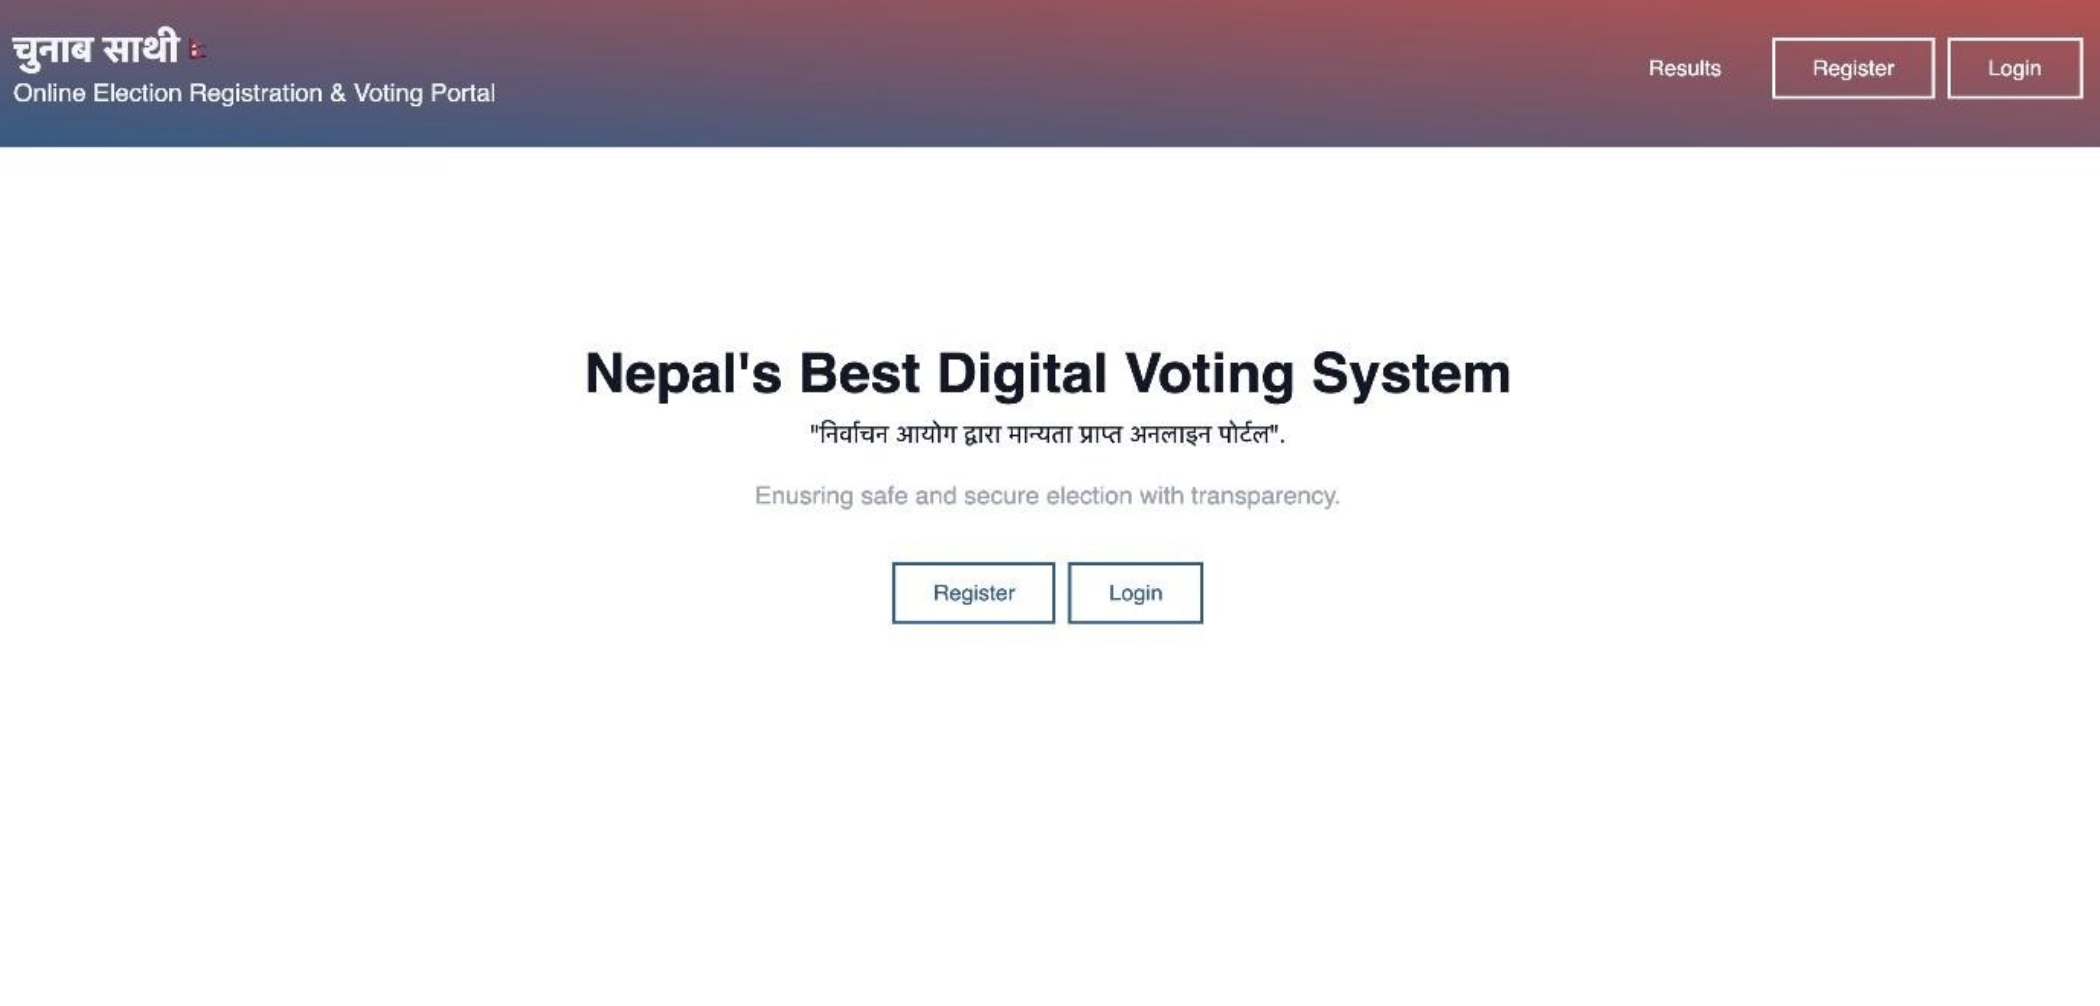 चुनाब साथी
Online Election Registration & Voting Portal
Results
Register
Login
Nepal's Best Digital Voting System
"निर्वाचन आयोग द्वारा मान्यता प्राप्त अनलाइन पोर्टल".
Enusring safe and secure election with transparency.
Register
Login